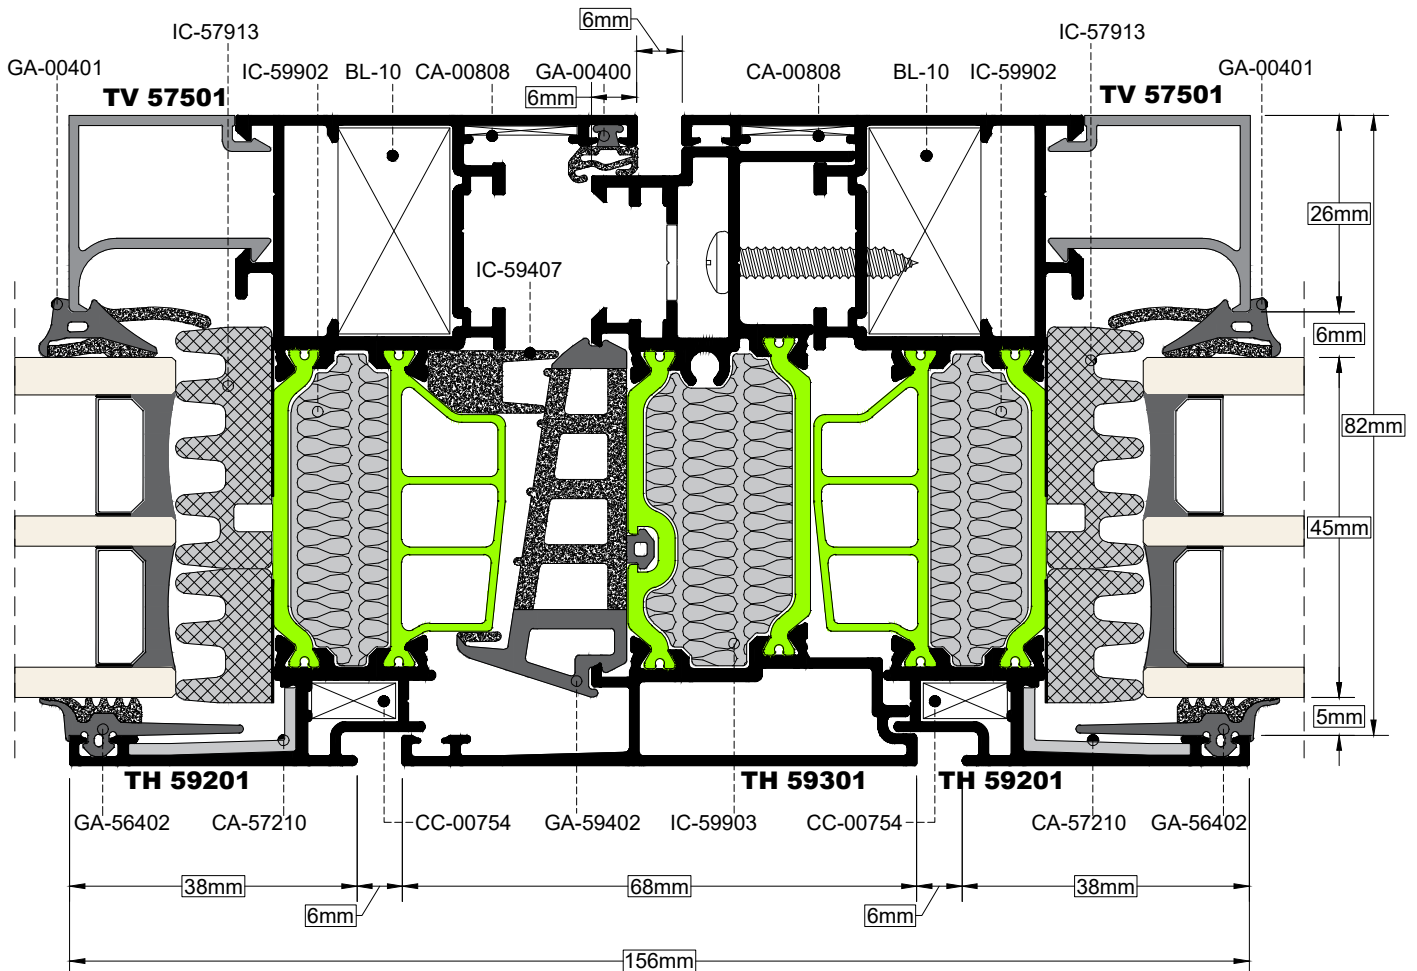 6mm
IC-57913
IC-57913
GA-00401
IC-59902
BL-10
CA-00808
GA-00400
CA-00808
BL-10
IC-59902
GA-00401
TV 57501
6mm
TV 57501
26mm
IC-59407
6mm
82mm
45mm
5mm
TH 59201
TH 59301
TH 59201
GA-56402
CA-57210
CC-00754
GA-59402
IC-59903
CC-00754
CA-57210
GA-56402
38mm
68mm
38mm
6mm
6mm
156mm